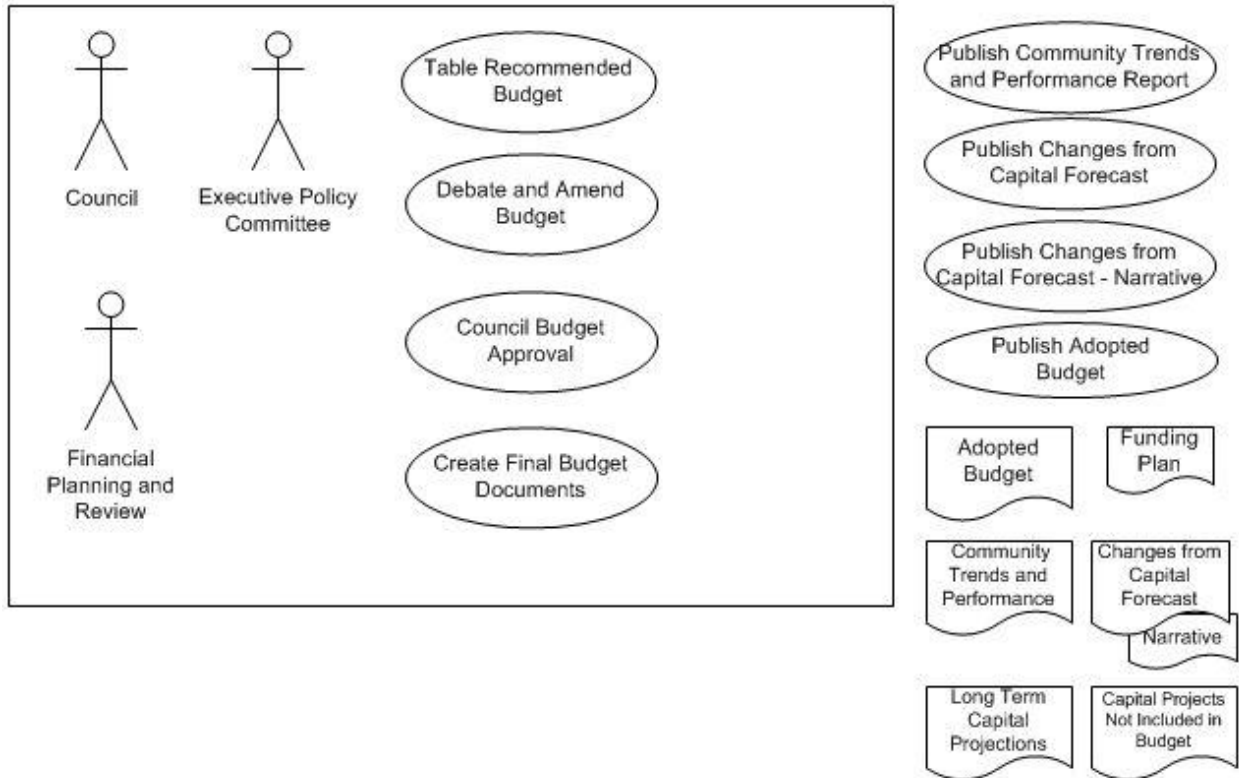 Council
Executive Policy
Committee
Financial
Planning and
Review
Table Recommended
Budget
Debate and Amend
Budget
Council Budget
Approval
Create Final Budget
Documents
Publish Community Trends
and Performance Report
Publish Changes from
Capital Forecast
Publish Changes from
Capital Forecast - Narrative
Publish Adopted
Budget
Adopted
Budget
Funding
Plan
Community
Trends and
Performance
Changes from
Capital
Forecast
Narrative
Long Term
Capital
Projections
Capital Projects
Not Included in
Budget